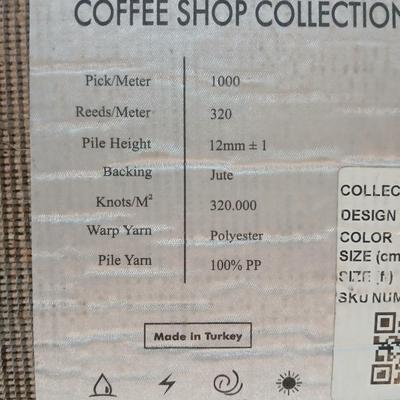 COFFEE SHOP COLLECTION
Pick/Meter 1000
Reeds/Meter 320
Pile Height 12mm ± 1
Backing Jute
Knots/M² 320.000
Warp Yarn Polyester
Pile Yarn 100% PP
Made in Turkey
COLLEC
DESIGN
COLOR
SIZE (cm
SIZE (f.)
SKU NUM